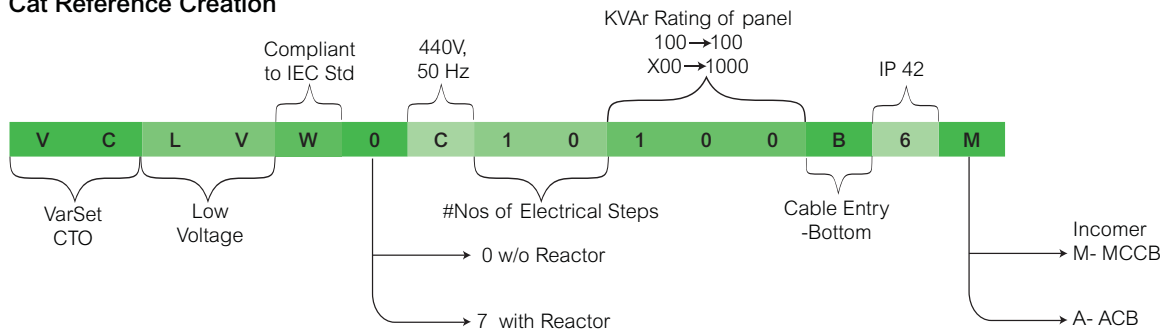 Cat Reference Creation
KVAr Rating of panel
100→100
X00→1000
Compliant
to IEC Std
440V,
50 Hz
IP 42
V C L V W 0 C 1 0 1 0 0 B 6 M
VarSet
CTO
Low
Voltage
#Nos of Electrical Steps
Cable Entry
-Bottom
0 w/o Reactor
7 with Reactor
Incomer
M- MCCB
A- ACB